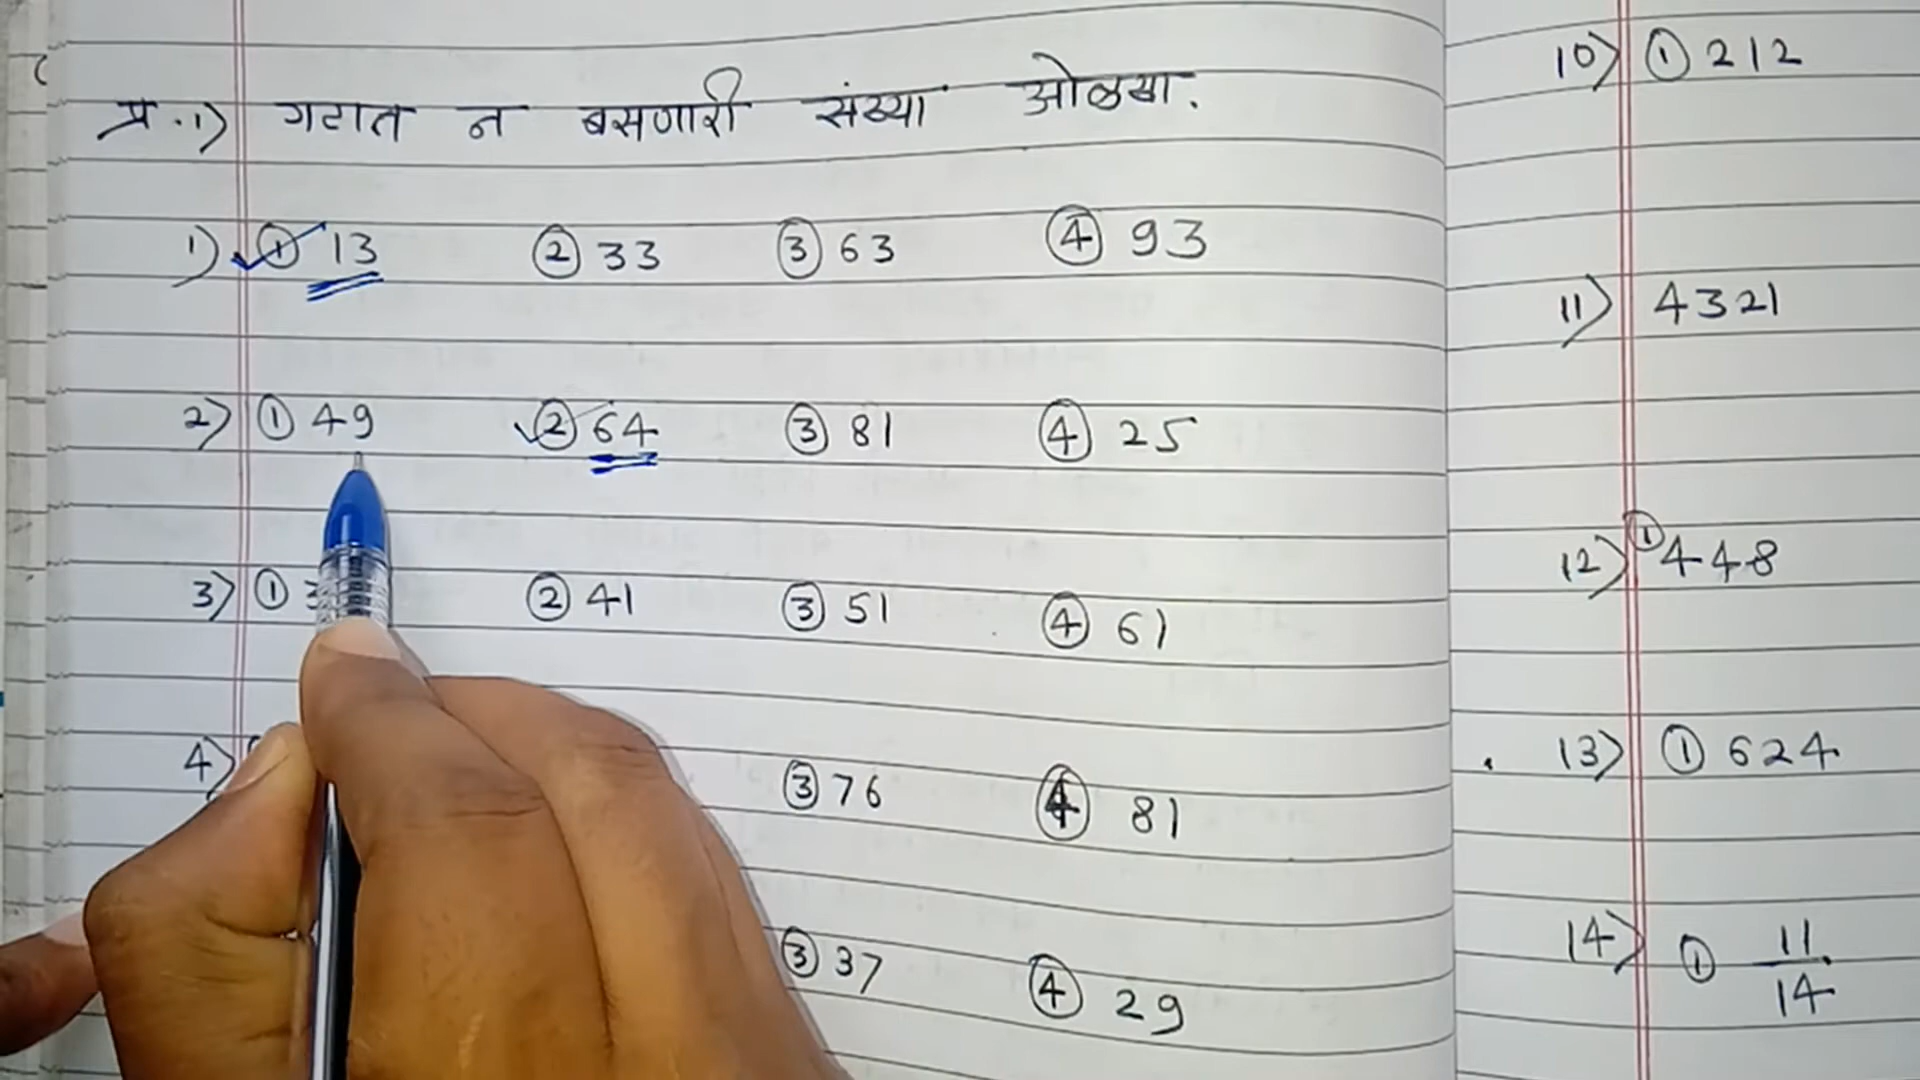 प्र.1) गटात न बसणारी संख्या ओळखा.
1) ① 13 ② 33 ③ 63 ④ 93
2) ① 49 ② 64 ③ 81 ④ 25
3) ① ② 41 ③ 51 ④ 61
4) ③ 76 ④ 81
③ 37 ④ 29
10) ① 212
11) 4321
12) ① 448
13) ① 624
14) ① 11/14